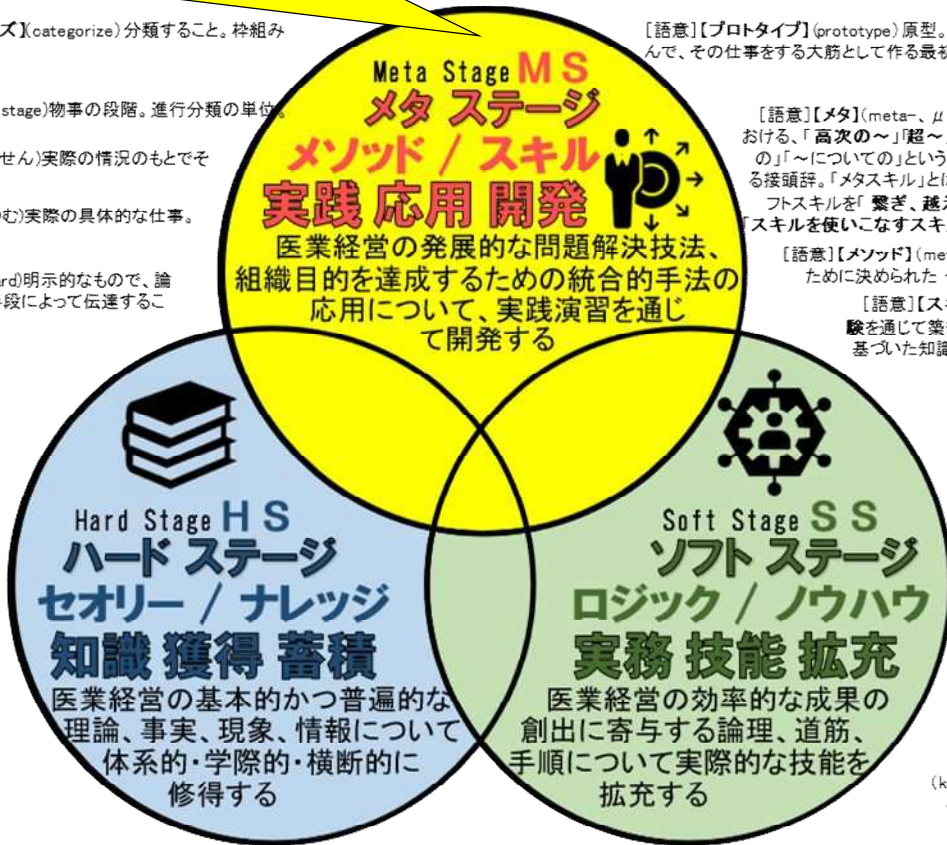 ズ】(categorize)分類すること。枠組み
stage)物事の段階。進行分類の単位。
せん)実際の情況のもとでそ
む)実際の具体的な仕事。
ard)明示的なもので、論
段によって伝達するこ
[語意]【プロトタイプ】(prototype)原型。
んで、その仕事をする大筋として作る最初
[語意]【メタ】(meta-、μ
おける、「高次の～」「超～
の」「～についての」という
る接頭辞。「メタスキル」とに
フトスキルを「繋ぎ、越え
「スキルを使いこなすスキル
[語意]【メソッド】(me
ために決められた
[語意]【ス
験を通じて築
基づいた知識
Meta Stage MS
メタ ステージ
メソッド / スキル
実践 応用 開発
医業経営の発展的な問題解決技法、
組織目的を達成するための統合的手法の
応用について、実践演習を通じ
て開発する
Hard Stage HS
ハード ステージ
セオリー / ナレッジ
知識 獲得 蓄積
医業経営の基本的かつ普遍的な
理論、事実、現象、情報について
体系的・学際的・横断的に
修得する
Soft Stage SS
ソフト ステージ
ロジック / ノウハウ
実務 技能 拡充
医業経営の効率的な成果の
創出に寄与する論理、道筋、
手順について実際的な技能を
拡充する
(k